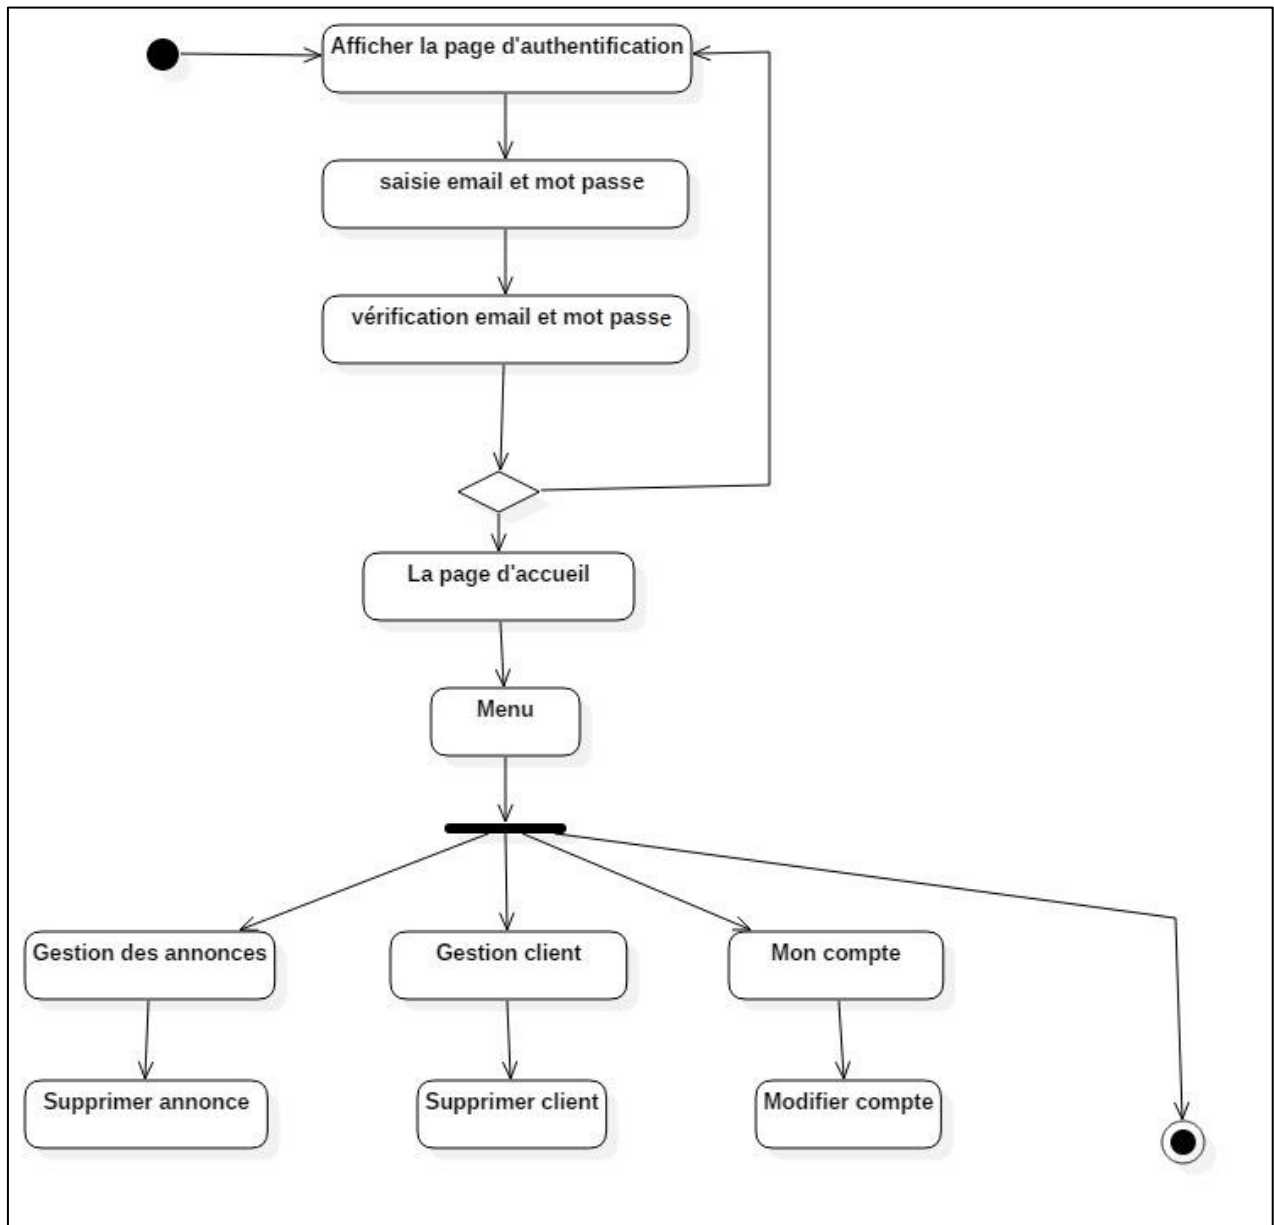 Afficher la page d'authentification
saisie email et mot passe
vérification email et mot passe
La page d'accueil
Menu
Gestion des annonces
Gestion client
Mon compte
Supprimer annonce
Supprimer client
Modifier compte